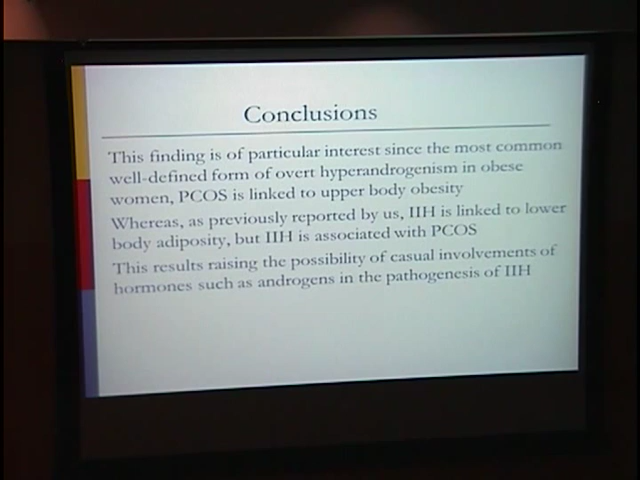 Conclusions
This finding is of particular interest since the most common
well-defined form of overt hyperandrogenism in obese
women, PCOS is linked to upper body obesity
Whereas, as previously reported by us, IIH is linked to lower
body adiposity, but IIH is associated with PCOS
This results raising the possibility of casual involvements of
hormones such as androgens in the pathogenesis of IIH